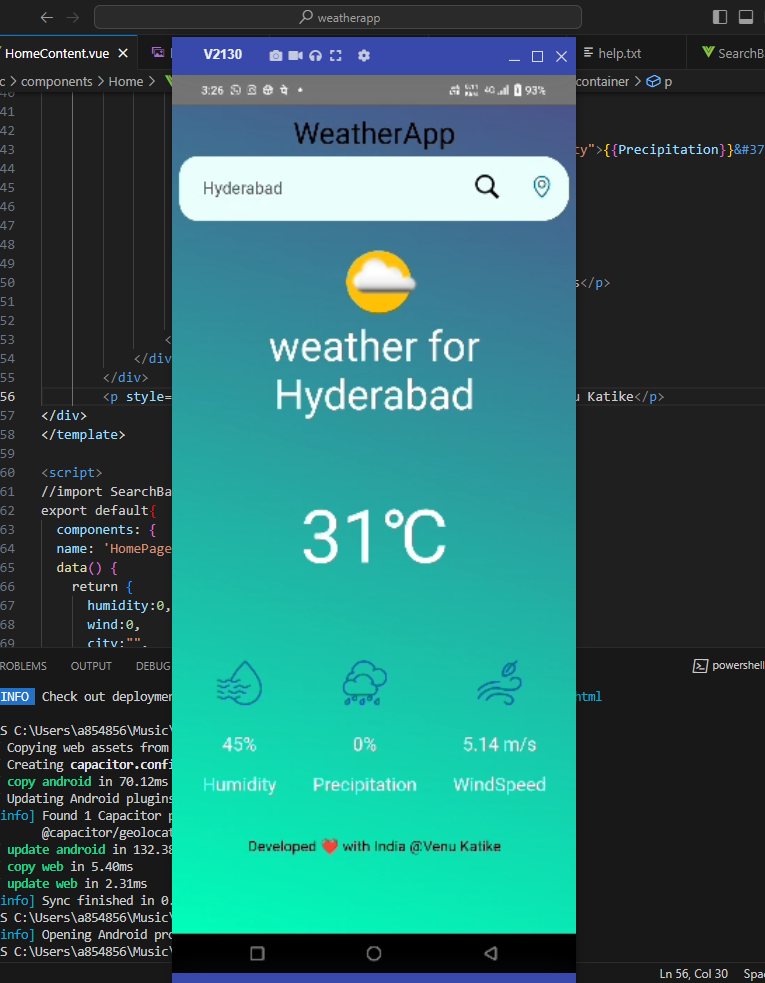 weatherapp
HomeContent.vue
V2130
help.txt
SearchB
c > components > Home >
container > p
3:26
4G
93%
WeatherApp
41
42
43
ty">{{Precipitation}}&#37
44
45
46
47
48
49
50
s</p>
51
52
53
<
54
</div
55
</div>
56
<p style=
u Katike</p>
57
</div>
58
</template>
59
60
<script>
61
//import SearchBa
62
export default{
63
components: {
64
name: 'HomePage
65
data() {
66
return {
67
humidity:0,
68
wind:0,
69
city:"",
Hyderabad
weather for
Hyderabad
31°C
45%
0%
5.14 m/s
Humidity
Precipitation
WindSpeed
Developed ❤️ with India @Venu Katike
ROBLEMS
OUTPUT
DEBUG
powershell
INFO Check out deploymen
html
S C:\Users\a854856\Music\
Copying web assets from
Creating capacitor.confi
copy android in 70.12ms
Updating Android plugins
info] Found 1 Capacitor p
@capacitor/geolocat
update android in 132.38
copy web in 5.40ms
update web in 2.31ms
info] Sync finished in 0.
S C:\Users\a854856\Music\
info] Opening Android pro
S C:\Users\a854856\Music\
Ln 56, Col 30
Spac